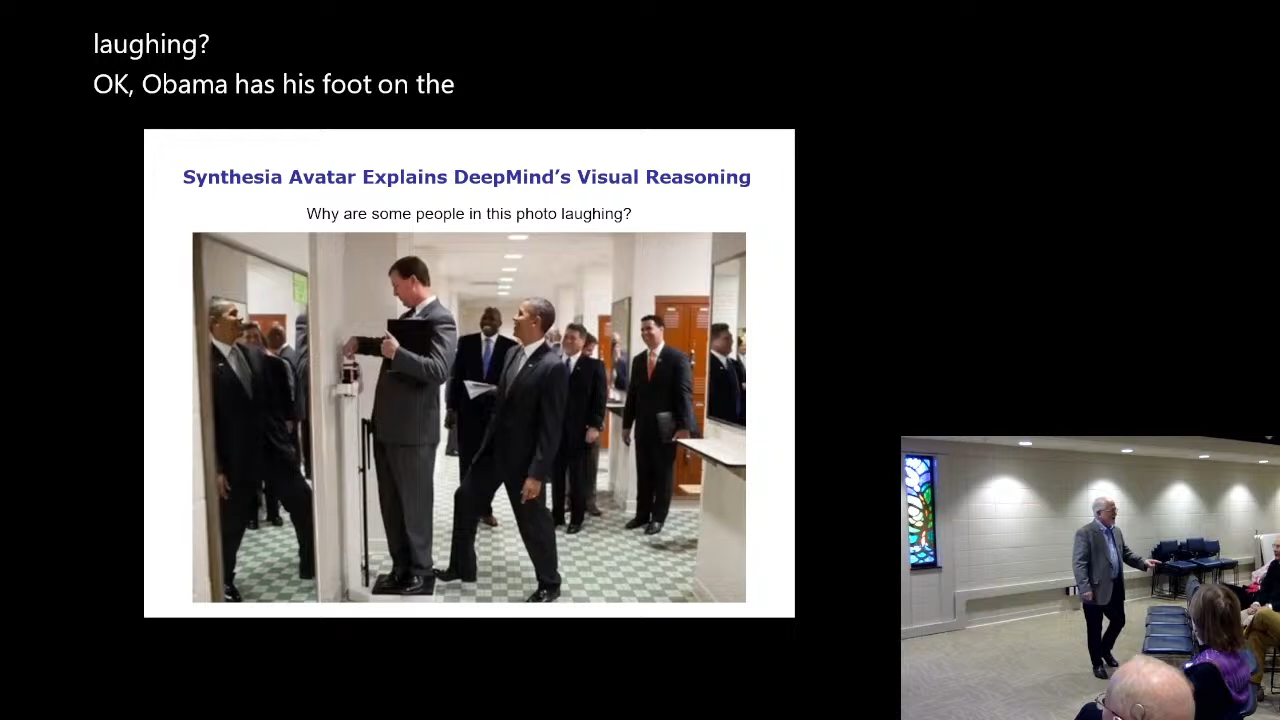 laughing?
OK, Obama has his foot on the
Synthesia Avatar Explains DeepMind's Visual Reasoning
Why are some people in this photo laughing?